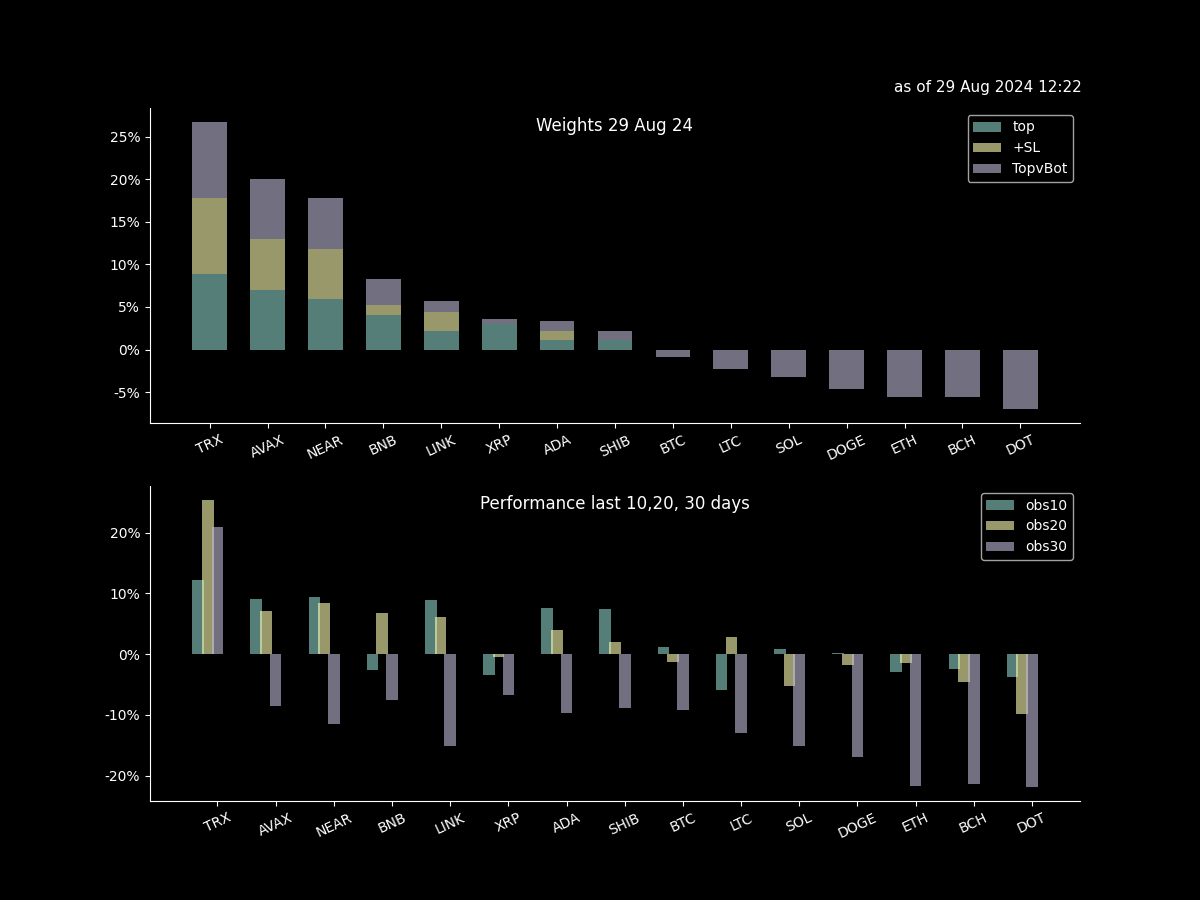 as of 29 Aug 2024 12:22
Weights 29 Aug 24
top
+SL
TopvBot
25%
20%
15%
10%
5%
0%
-5%
TRX AVAX NEAR BNB LINK XRP ADA SHIB BTC LTC SOL DOGE ETH BCH DOT
Performance last 10,20, 30 days
obs10
obs20
obs30
20%
10%
0%
-10%
-20%
TRX AVAX NEAR BNB LINK XRP ADA SHIB BTC LTC SOL DOGE ETH BCH DOT